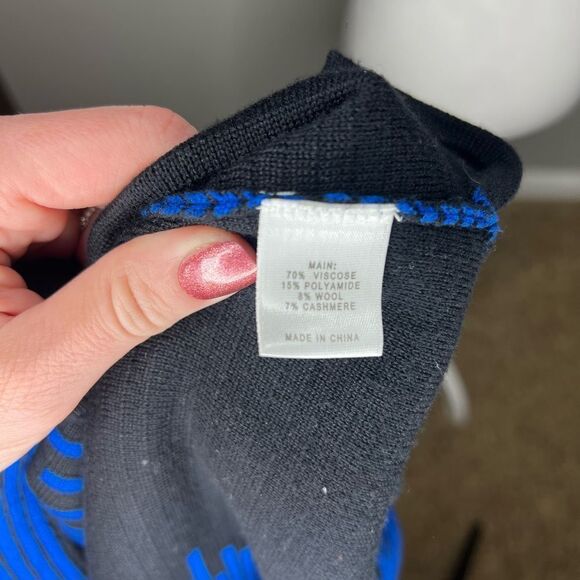 MAIN:
70% VISCOSE
15% POLYAMIDE
8% WOOL
7% CASHMERE
MADE IN CHINA